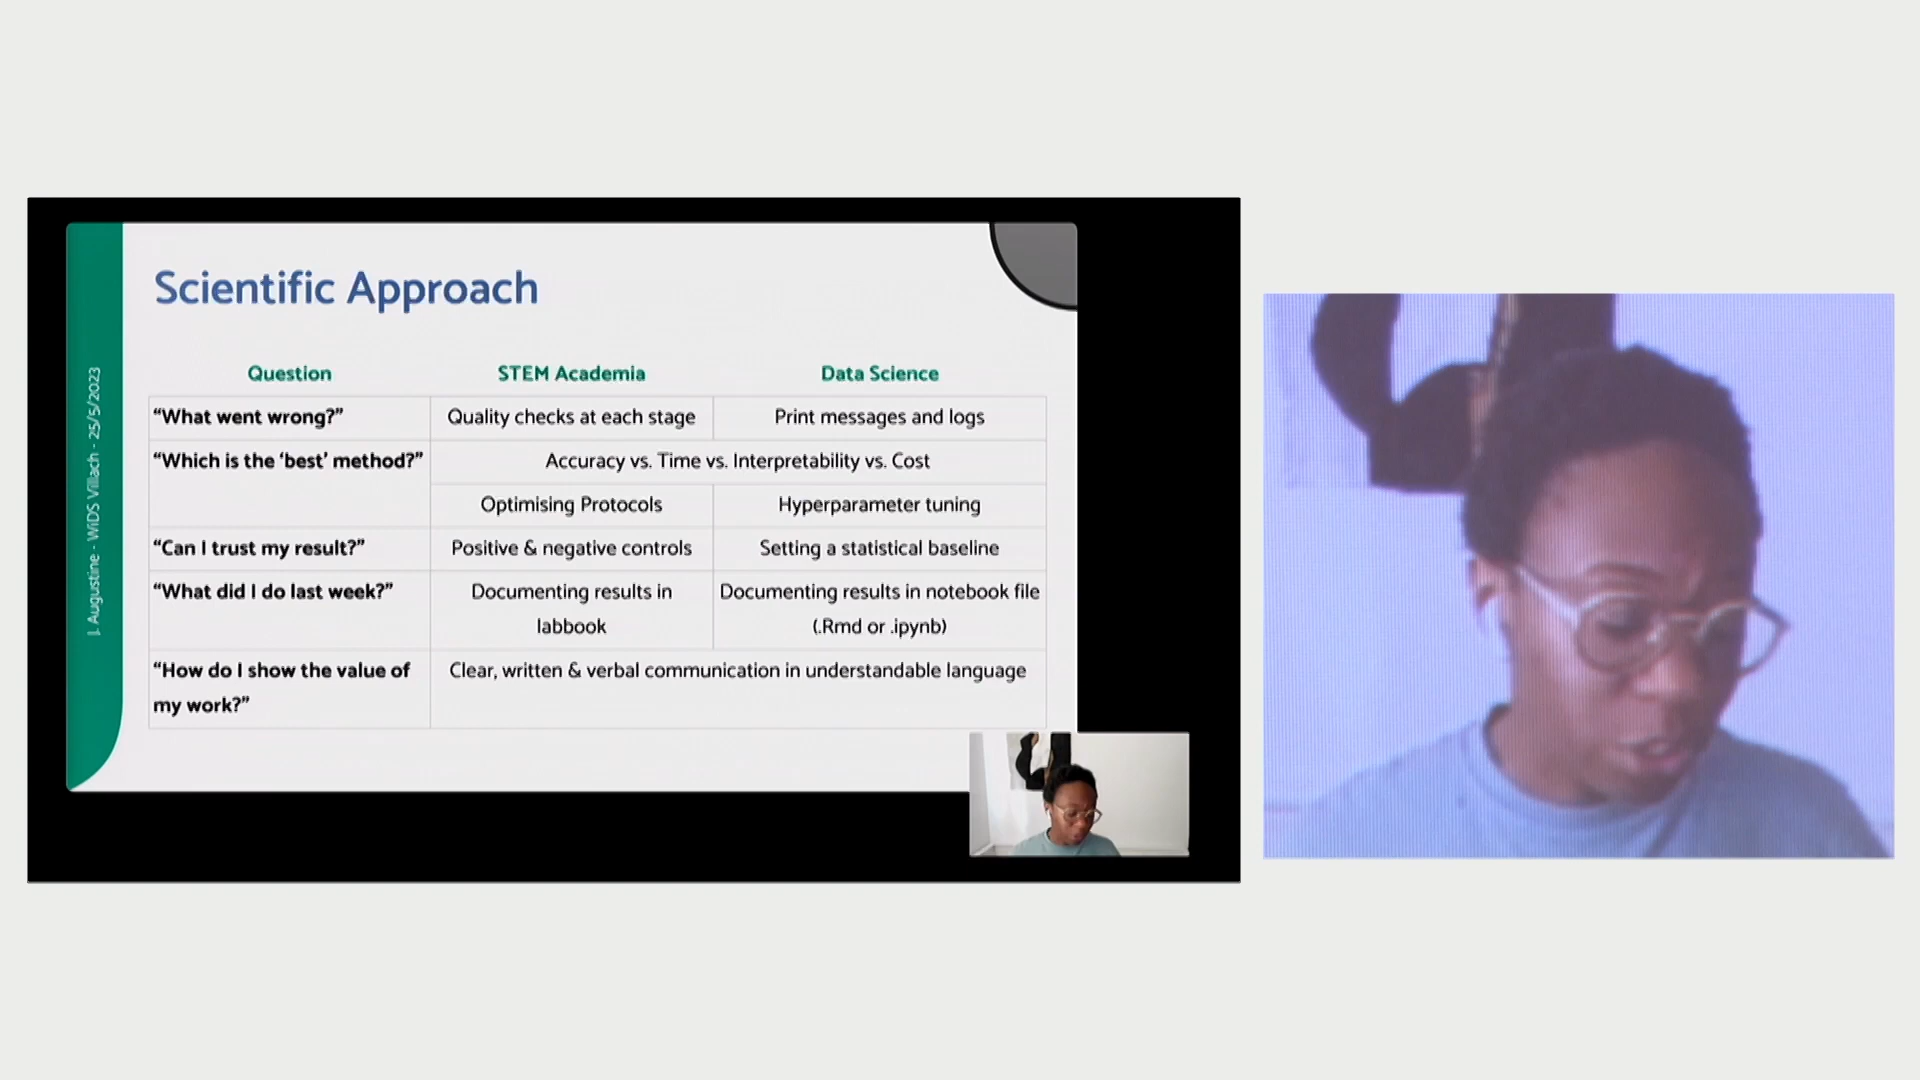 Scientific Approach
Question STEM Academia Data Science
“What went wrong?” Quality checks at each stage Print messages and logs
“Which is the ‘best’ method?” Accuracy vs. Time vs. Interpretability vs. Cost
Optimising Protocols Hyperparameter tuning
“Can I trust my result?” Positive & negative controls Setting a statistical baseline
“What did I do last week?” Documenting results in Documenting results in notebook file
labbook (.Rmd or .ipynb)
“How do I show the value of Clear, written & verbal communication in understandable language
my work?”
J. Augustine - WiDS Villach - 25/5/2023